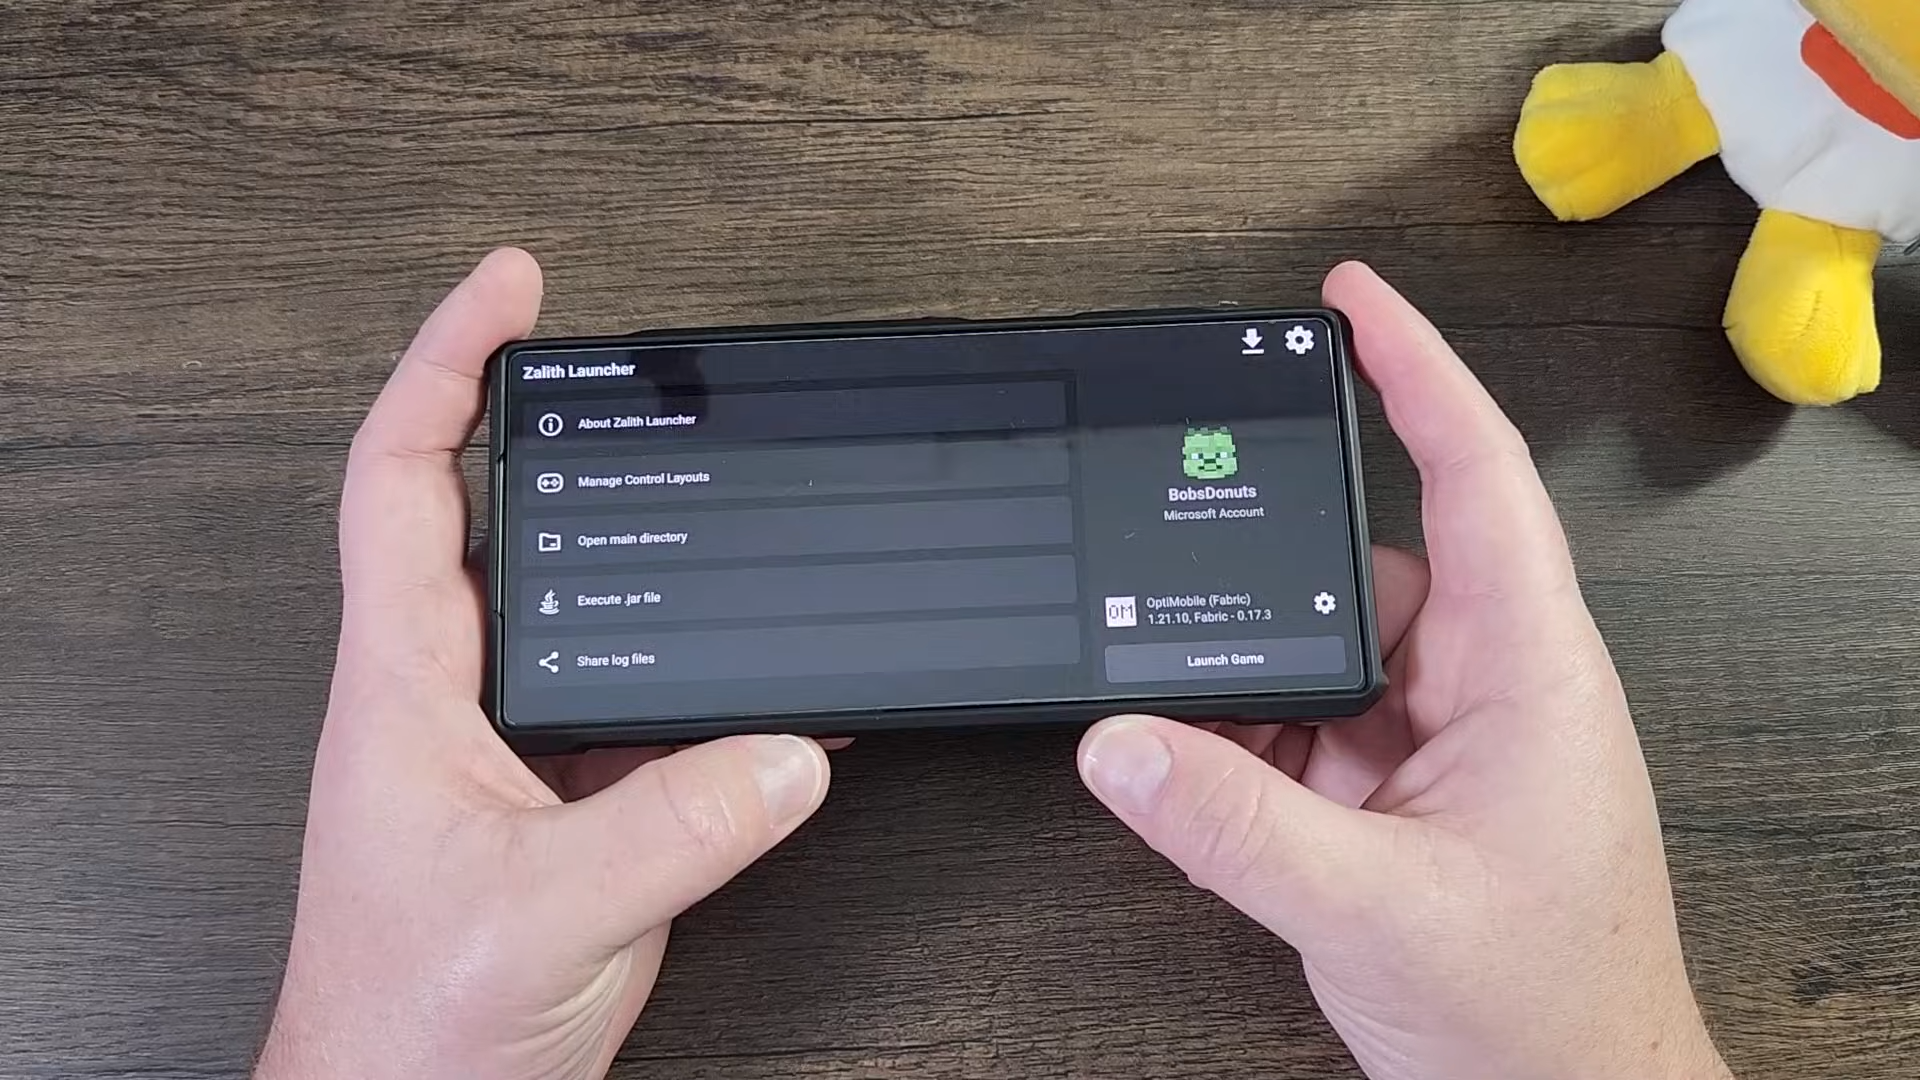 Zalith Launcher
About Zalith Launcher
Manage Control Layouts
Open main directory
Execute .jar file
Share log files
BobsDonuts
Microsoft Account
OM
OptiMobile (Fabric)
1.21.10, Fabric - 0.17.3
Launch Game